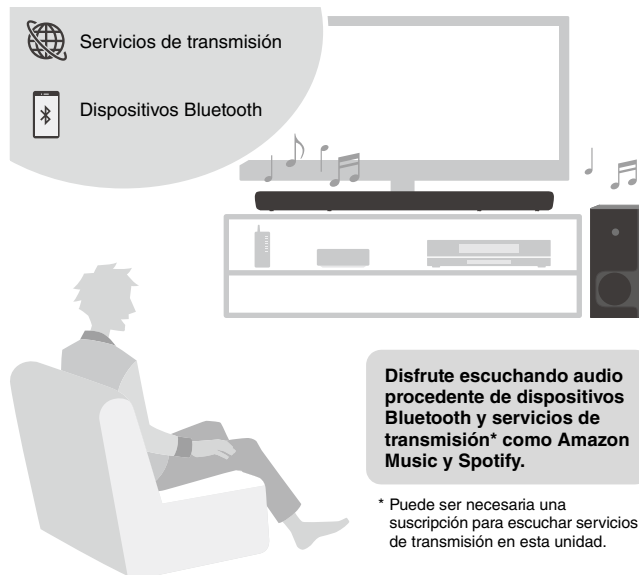 Servicios de transmisión
Dispositivos Bluetooth
Disfrute escuchando audio
procedente de dispositivos
Bluetooth y servicios de
transmisión* como Amazon
Music y Spotify.
* Puede ser necesaria una
suscripción para escuchar servicios
de transmisión en esta unidad.